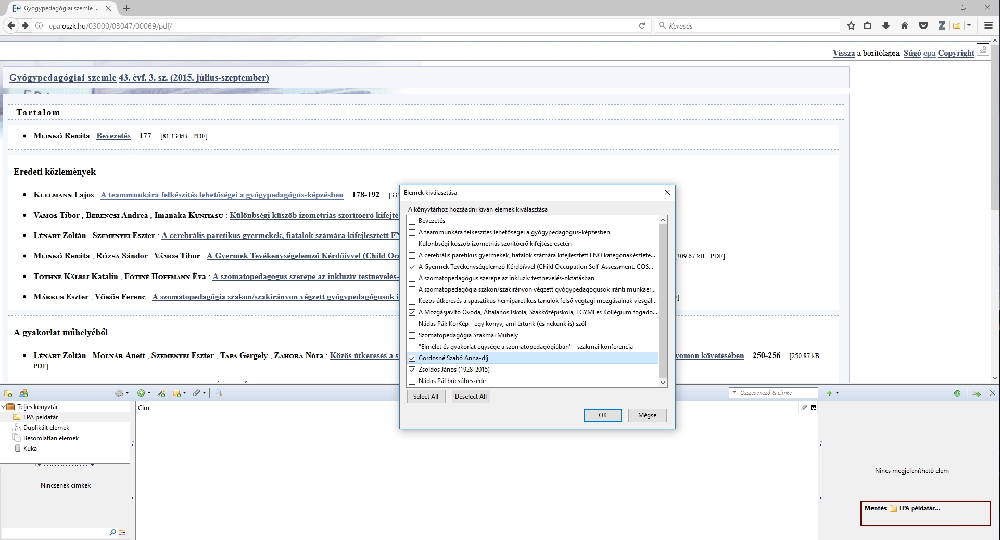 Gyógypedagógiai szemle ...
epa.oszk.hu/03000/03047/00069/pdf/
Keresés
Vissza a borítólapra Súgó epa Copyright
Gyógypedagógiai szemle 43. évf. 3. sz. (2015. július-szeptember)
Tartalom
Mlinkó Renáta : Bevezetés 177 [81.13 kB - PDF]
Eredeti közlemények
Kullmann Lajos : A teammunkára felkészítés lehetőségei a gyógypedagógus-képzésben 178-192 [331
Vámos Tibor , Berencsi Andrea , Imanaka Kuniyasu : Különbségi küszöb izometriás szorítóerő kifejtés
Lénárt Zoltán , Szemenyei Eszter : A cerebrális paretikus gyermekek, fiatalok számára kifejlesztett FN
Mlinkó Renáta , Rózsa Sándor , Vámos Tibor : A Gyermek Tevékenységelemző Kérdőívvel (Child Occ [309.67 kB - PDF]
Tóthné Kälbli Katalin , Fótiné Hoffmann Éva : A szomatopedagógus szerepe az inkluzív testnevelés-
Márkus Eszter , Vörös Ferenc : A szomatopedagógia szakon/szakirányon végzett gyógypedagógusok i F]
A gyakorlat műhelyéből
Lénárt Zoltán , Molnár Anett , Szemenyei Eszter , Tapa Gergely , Zahora Nóra : Közös útkeresés a s yomon követésében 250-256 [250.87 kB -
PDF]
Elemek kiválasztása
A könyvtárhoz hozzáadni kíván elemek kiválasztása
Bevezetés
A teammunkára felkészítés lehetőségei a gyógypedagógus-képzésben
Különbségi küszöb izometriás szorítóerő kifejtése esetén
A cerebrális paretikus gyermekek, fiatalok számára kifejlesztett FNO kategóriakészlete...
A Gyermek Tevékenységelemző Kérdőívvel (Child Occupation Self-Assessment, COS...
A szomatopedagógus szerepe az inkluzív testnevelés-oktatásban
A szomatopedagógia szakon/szakirányon végzett gyógypedagógusok iránti munkaer...
Közös útkeresés a spasztikus hemiparetikus tanulók felső végtagi mozgásainak vizsgál...
A Mozgásjavító Óvoda, Általános Iskola, Szakközépiskola, EGYMI és Kollégium fogadó...
Nádas Pál: KorKép - egy könyv, ami értünk (és nekünk is) szól
Szomatopedagógia Szakmai Műhely
"Elmélet és gyakorlat egysége a szomatopedagógiában" - szakmai konferencia
Gordosné Szabó Anna-díj
Zsoldos János (1928-2015)
Nádas Pál búcsúbeszéde
Select All Deselect All
OK Mégse
Összes mező & címke
Teljes könyvtár
EPA példatár
Duplikált elemek
Besorolatlan elemek
Kuka
Cím
Nincsenek címkék
Nincs megjeleníthető elem
Mentés EPA példatár...